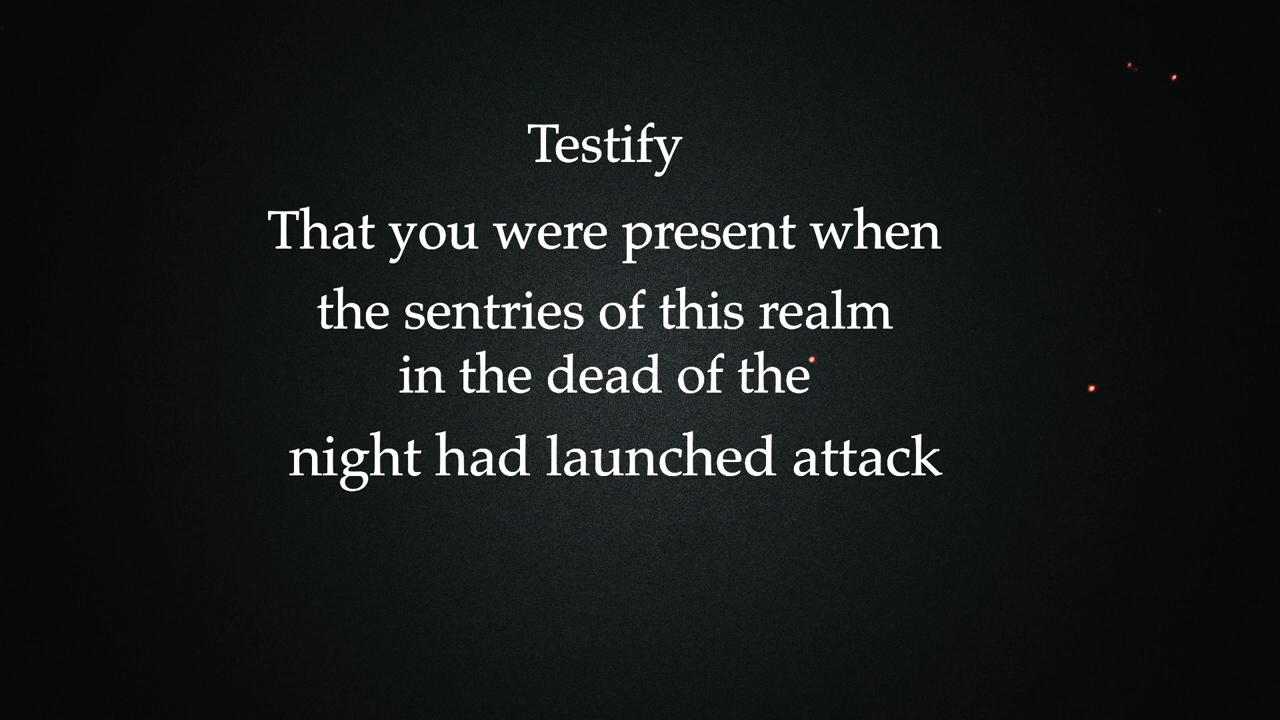 Testify
That you were present when
the sentries of this realm
in the dead of the
night had launched attack